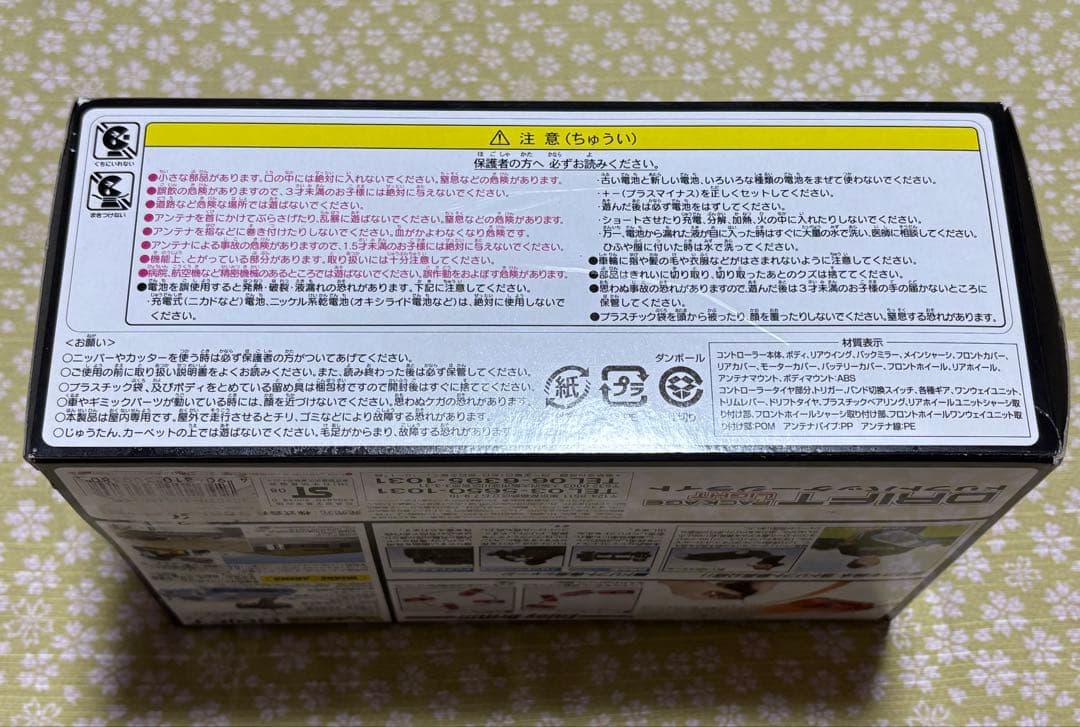 くちにいれない
まきつけない
⚠ 注意(ちゅうい)
保護者の方へ 必ずお読みください。
●小さな部品があります。口の中には絶対に入れないでください。窒息などの危険があります。
●誤飲の危険がありますので、3才未満のお子様には絶対に与えないでください。
●道路など危険な場所では遊ばないでください。
●アンテナを首にかけてぶらさげたり、乱暴に遊ばないでください。窒息などの危険があります。
●アンテナを指などに巻き付けたりしないでください。血がかよわなくなり危険です。
●アンテナによる事故の危険がありますので、1.5才未満のお子様には絶対に与えないでください。
●機能上、とがっている部分があります。取り扱いには十分注意してください。
●病院、航空機など精密機械のあるところでは遊ばないでください。誤作動をおよぼす危険があります。
●電池を誤使用すると発熱・破裂・液漏れの恐れがあります。下記に注意してください。
・充電式(ニカドなど)電池、ニッケル系乾電池(オキシライド電池など)は、絶対に使用しないでください。
・古い電池と新しい電池、いろいろな種類の電池をまぜて使わないでください。
・+-(プラスマイナス)を正しくセットしてください。
・遊んだ後は必ず電池をはずしてください。
・ショートさせたり充電、分解、加熱、火の中に入れたりしないでください。
・万一、電池から漏れた液が目に入った時はすぐに大量の水で洗い、医師に相談してください。
ひふや服に付いた時は水で洗ってください。
●車輪に指や髪の毛や衣服などがはさまれないように注意してください。
●部品はきれいに切り取り、切り取ったあとのクズは捨ててください。
●思わぬ事故の恐れがありますので、遊んだ後は3才未満のお子様の手の届かないところに
保管してください。
●プラスチック袋を頭から被ったり、顔を覆ったりしないでください。窒息する恐れがあります。
<お願い>
○ニッパーやカッターを使う時は必ず保護者の方がついてあげてください。
○ご使用の前に取り扱い説明書をよくお読みください。また、読み終わった後は必ず保管してください。
○プラスチック袋、及びボディをとめている留め具は梱包材ですので開封後はすぐに捨ててください。
○車やギミックパーツが動いている時には、顔を近づけないでください。思わぬケガの恐れがあります。
○本製品は屋内専用です。屋外で走行させるとチリ、ゴミなどにより故障する恐れがあります。
○じゅうたん、カーペットの上では遊ばないでください。毛足がからまり、故障する恐れがあります。
ダンボール
紙
プラ
材質表示
コントローラー本体、ボディ、リアウイング、バックミラー、メインシャーシ、フロントカバー、
リアカバー、モーターカバー、バッテリーカバー、フロントホイール、リアホイール、
アンテナマウント、ボディマウント:ABS
コントローラータイヤ部分、トリガー、バンド切換スイッチ、各種ギア、ワンウェイユニット、
トリムレバー、ドリフトタイヤ、プラスチックベアリング、リアホイールユニットシャーシ取
り付け部、フロントホイールシャーシ取り付け部、フロントホイールワンウェイユニット取
り付け部:POM アンテナパイプ:PP アンテナ線:PE
DRIFT PACKAGE LIGHT
ドリフトパッケージライト
TEL06-6395-1031
ST